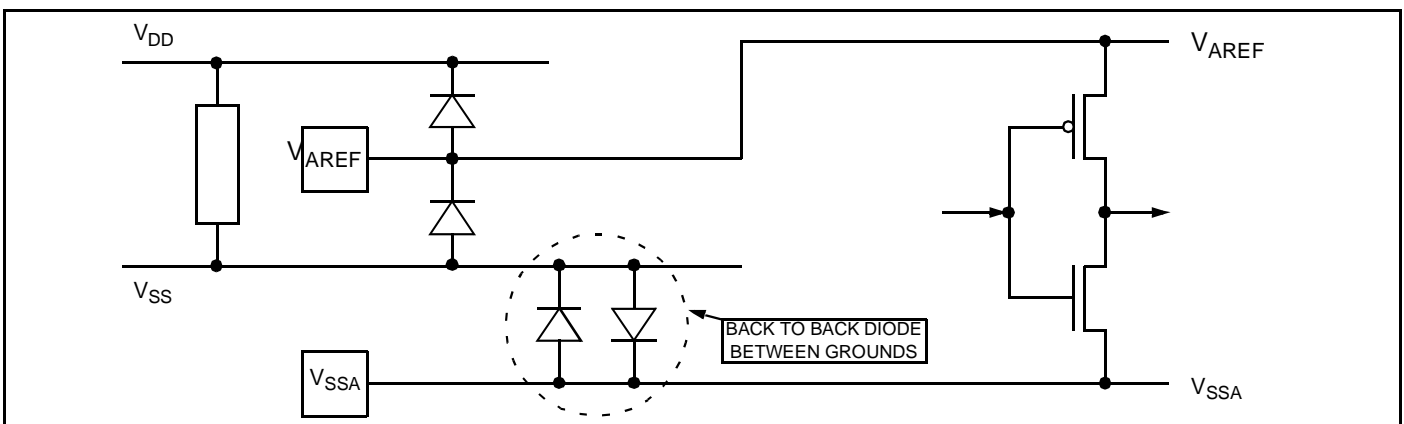 VDD
VAREF
VAREF
VSS
BACK TO BACK DIODE
BETWEEN GROUNDS
VSSA
VSSA